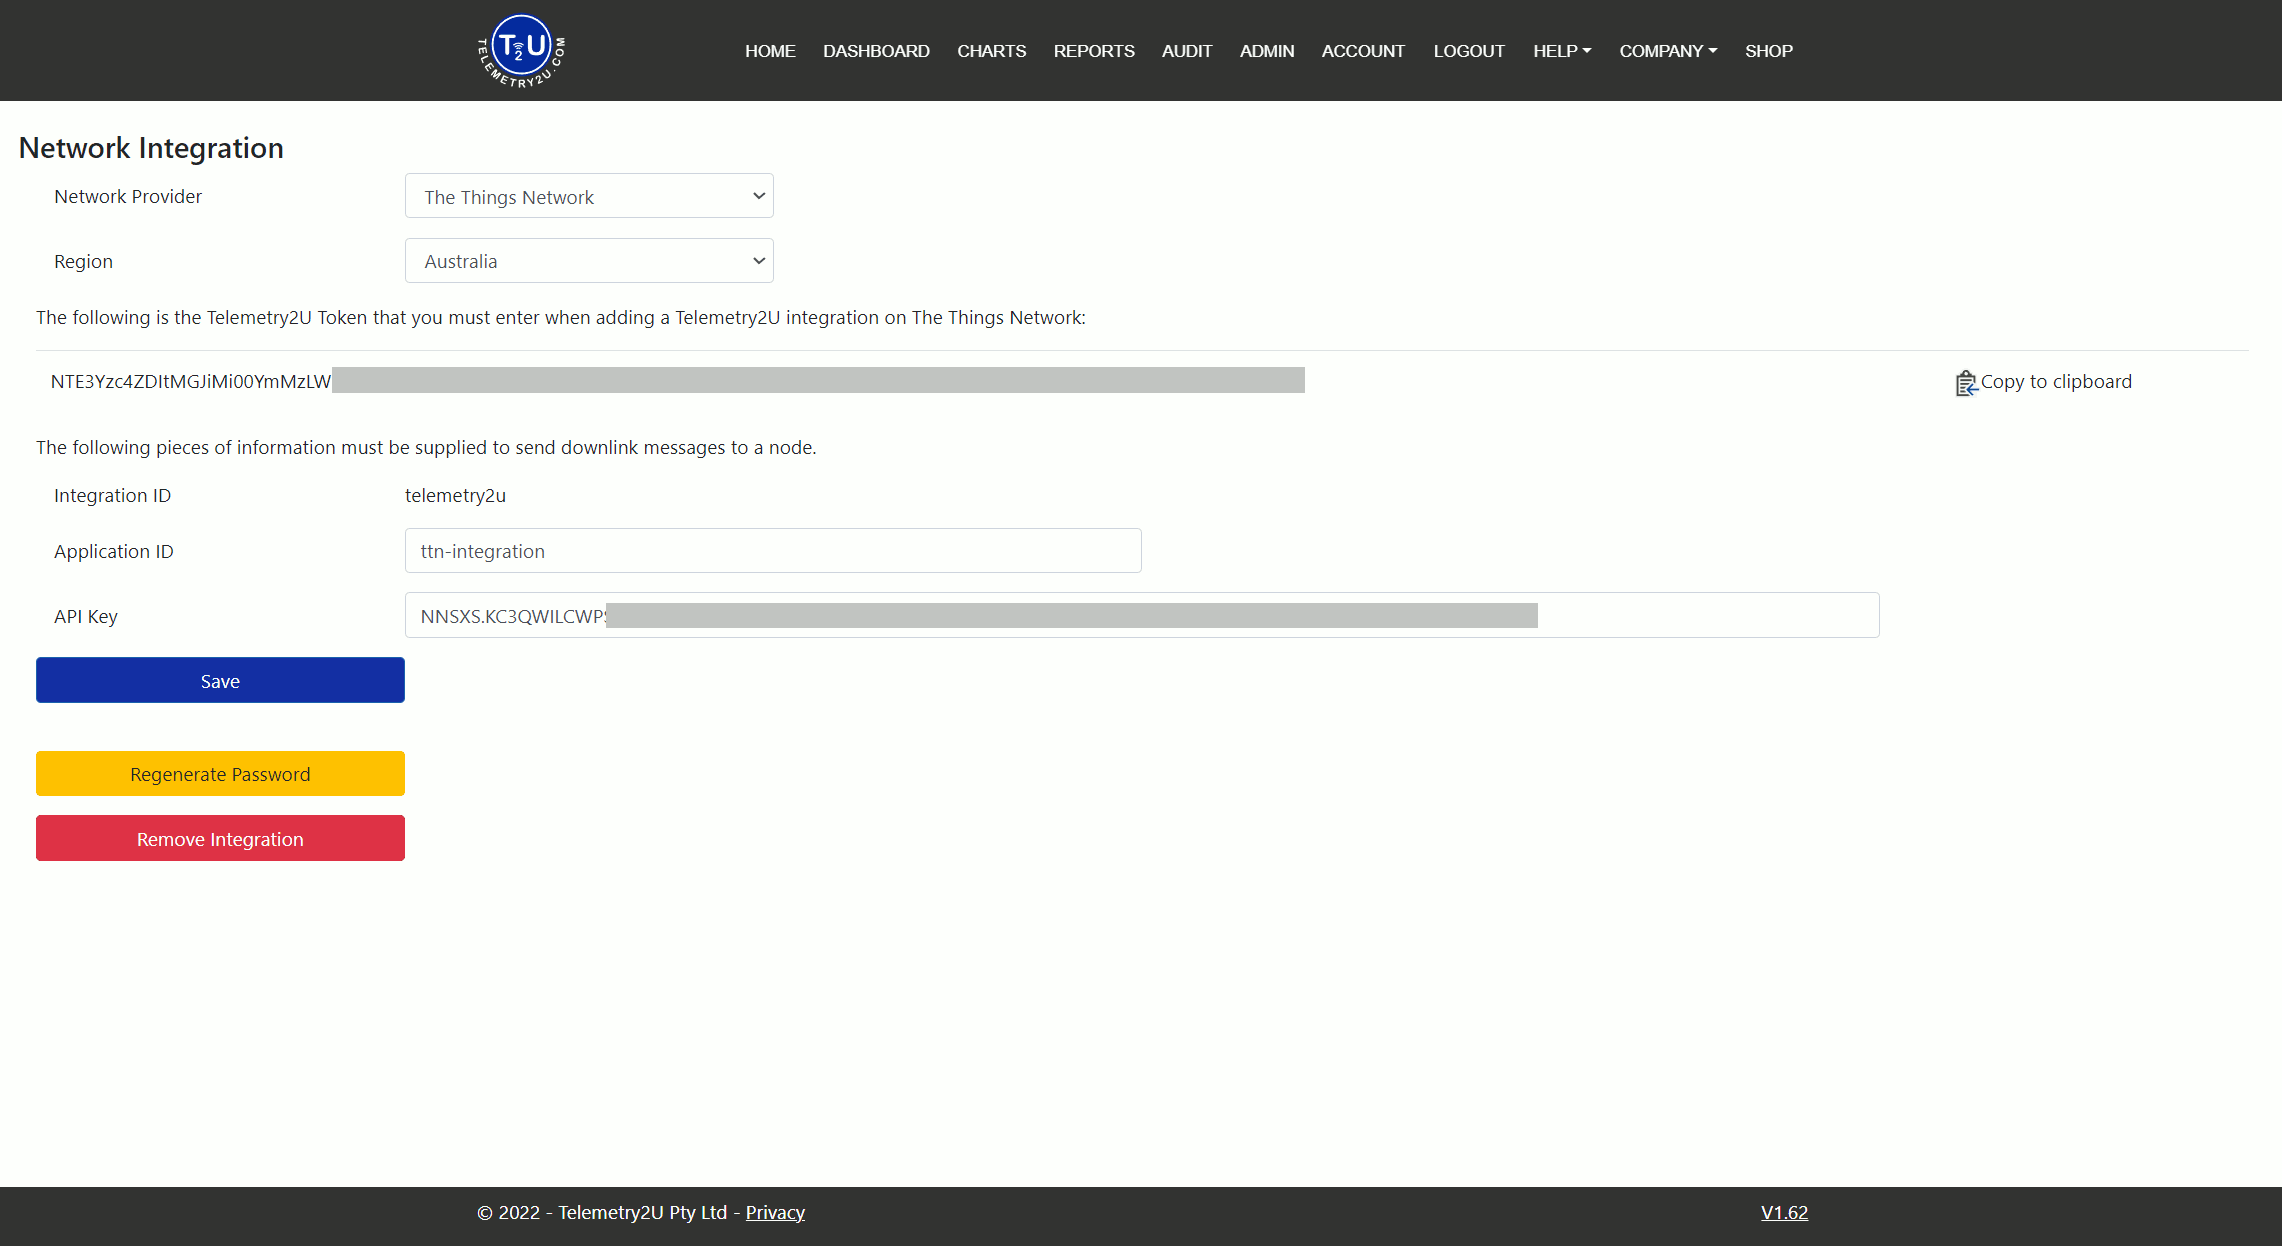 T2U
TELEMETRY2U.COM
HOME DASHBOARD CHARTS REPORTS AUDIT ADMIN ACCOUNT LOGOUT HELP COMPANY SHOP
Network Integration
Network Provider The Things Network
Region Australia
The following is the Telemetry2U Token that you must enter when adding a Telemetry2U integration on The Things Network:
NTE3Yzc4ZDItMGJiMi00YmMzLW Copy to clipboard
The following pieces of information must be supplied to send downlink messages to a node.
Integration ID telemetry2u
Application ID ttn-integration
API Key NNSXS.KC3QWILCWPS
Save
Regenerate Password
Remove Integration
© 2022 - Telemetry2U Pty Ltd - Privacy V1.62